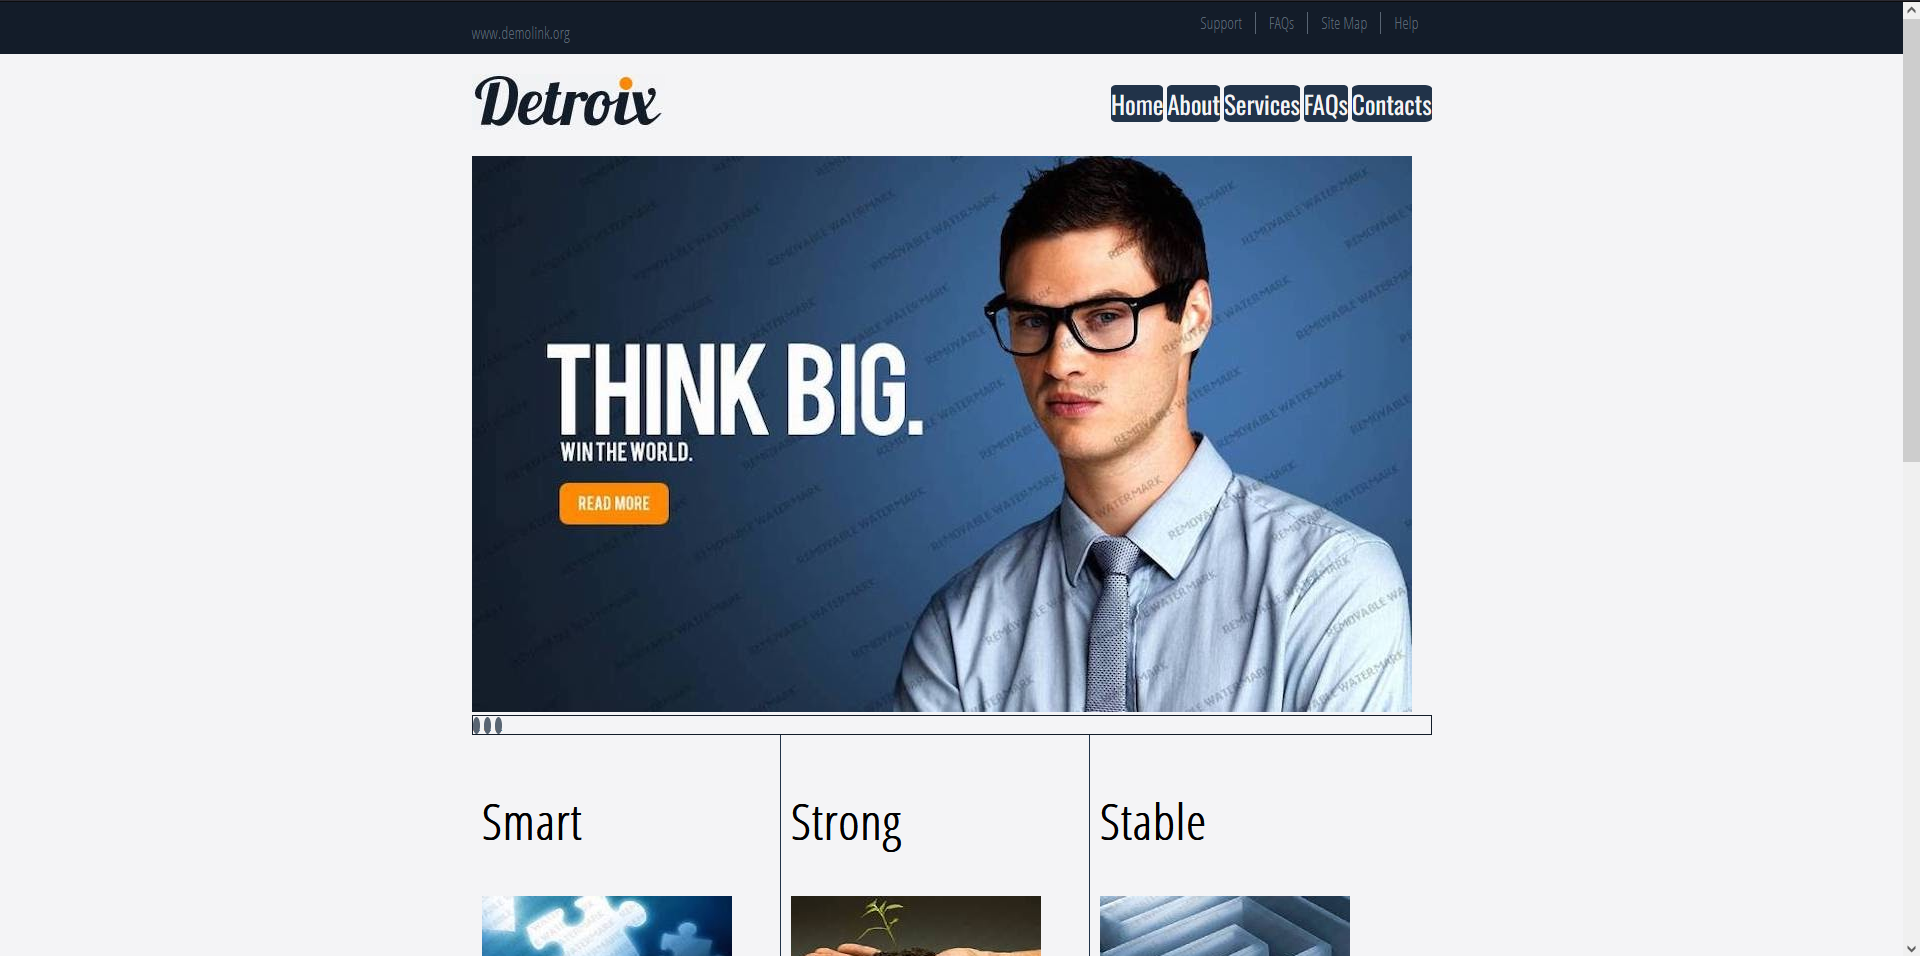 Support FAQs Site Map Help
www.demolink.org
Detroix
Home About Services FAQs Contacts
THINK BIG.
WIN THE WORLD.
READ MORE
REMOVABLE WATERMARK
Smart Strong Stable